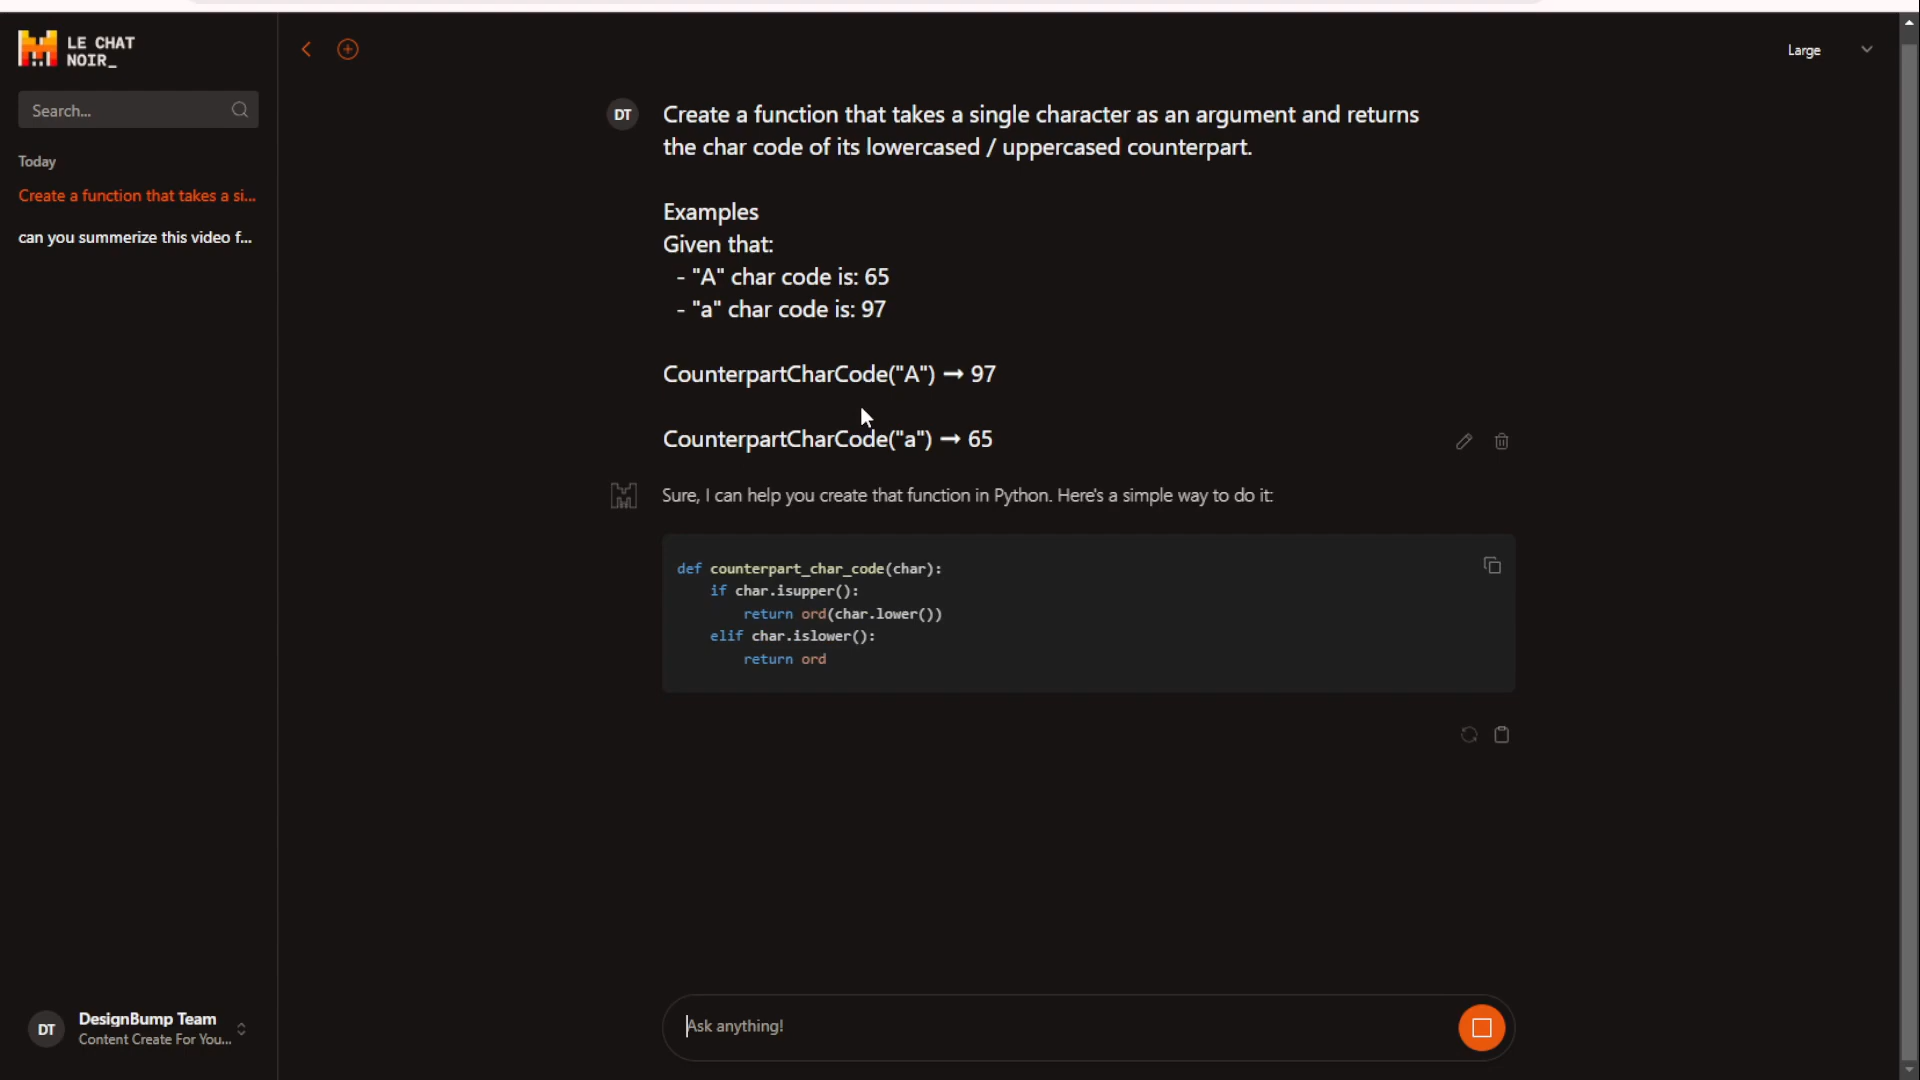 LE CHAT
NOIR_
Search...
Today
Create a function that takes a si...
can you summerize this video f...
DT
DesignBump Team
Content Create For You...
Large
DT
Create a function that takes a single character as an argument and returns
the char code of its lowercased / uppercased counterpart.
Examples
Given that:
- "A" char code is: 65
- "a" char code is: 97
CounterpartCharCode("A") ➞ 97
CounterpartCharCode("a") ➞ 65
Sure, I can help you create that function in Python. Here's a simple way to do it:
def counterpart_char_code(char):
if char.isupper():
return ord(char.lower())
elif char.islower():
return ord
Ask anything!